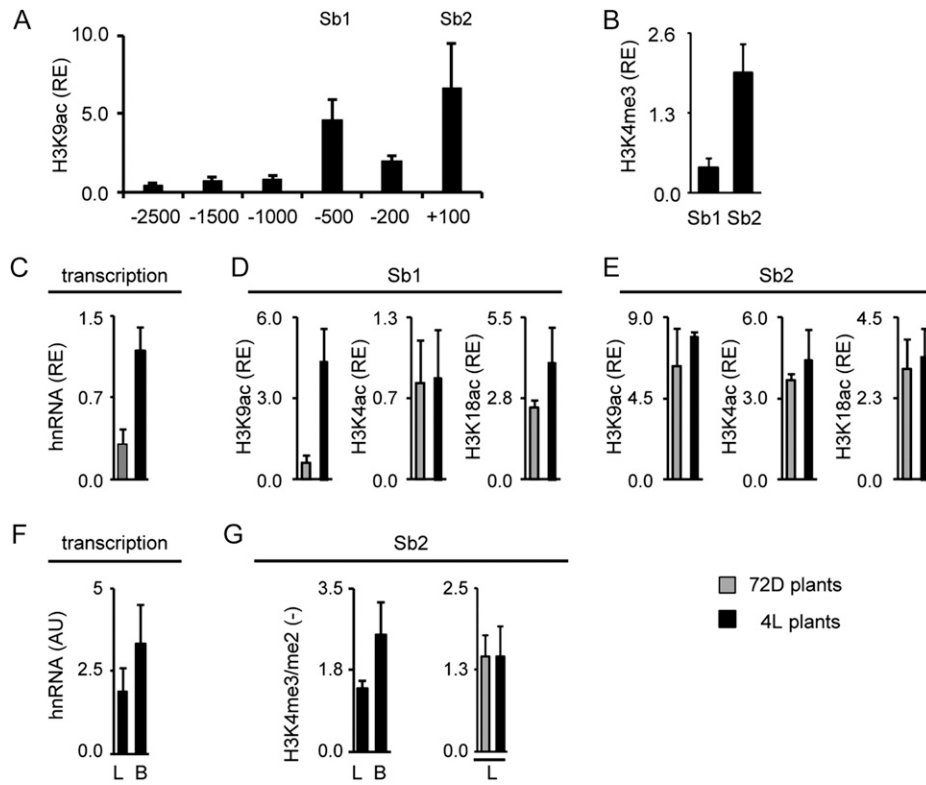 A
Sb1
Sb2
H3K9ac (RE)
10.0
5.0
0.0
-2500
-1500
-1000
-500
-200
+100
B
H3K4me3 (RE)
2.6
1.3
0.0
Sb1 Sb2
C
transcription
hnRNA (RE)
1.5
0.7
0.0
D
Sb1
H3K9ac (RE)
6.0
3.0
0.0
H3K4ac (RE)
1.3
0.7
0.0
H3K18ac (RE)
5.5
2.8
0.0
E
Sb2
H3K9ac (RE)
9.0
4.5
0.0
H3K4ac (RE)
6.0
3.0
0.0
H3K18ac (RE)
4.5
2.3
0.0
F
transcription
hnRNA (AU)
5
2.5
0.0
L B
G
Sb2
H3K4me3/me2 (-)
3.5
1.8
0.0
L B
2.5
1.3
0.0
L
72D plants
4L plants